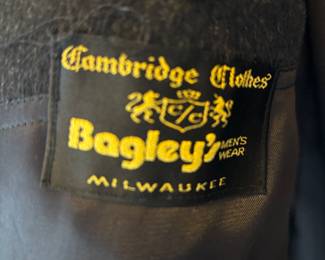 Cambridge Clothes
C/C
Bagley's MEN'S WEAR
MILWAUKEE